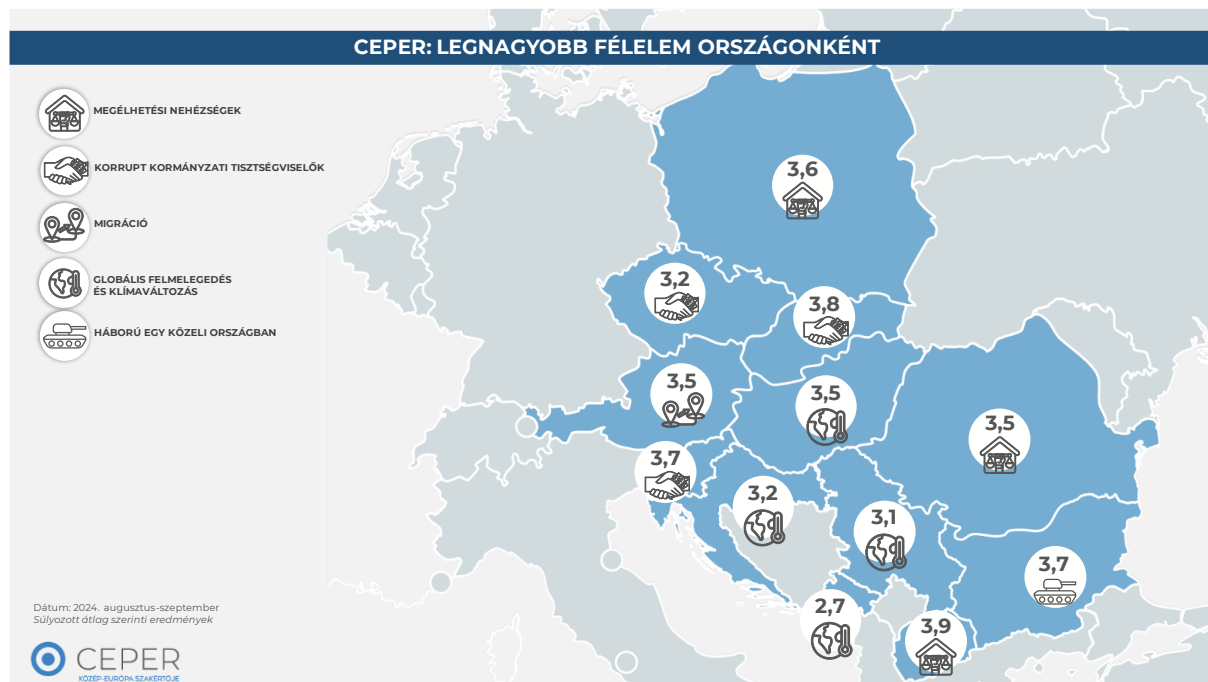 CEPER: LEGNAGYOBB FÉLELEM ORSZÁGONKÉNT
MEGÉLHETÉSI NEHÉZSÉGEK
KORRUPT KORMÁNYZATI TISZTSÉGVISELŐK
MIGRÁCIÓ
GLOBÁLIS FELMELEGEDÉS
ÉS KLÍMAVÁLTOZÁS
HÁBORÚ EGY KÖZELI ORSZÁGBAN
3,6
3,2
3,8
3,5
3,5
3,5
3,7
3,2
3,1
3,7
2,7
3,9
Dátum: 2024. augusztus-szeptember
Súlyozott átlag szerinti eredmények
CEPER
KÖZÉP-EURÓPA SZAKÉRTŐJE